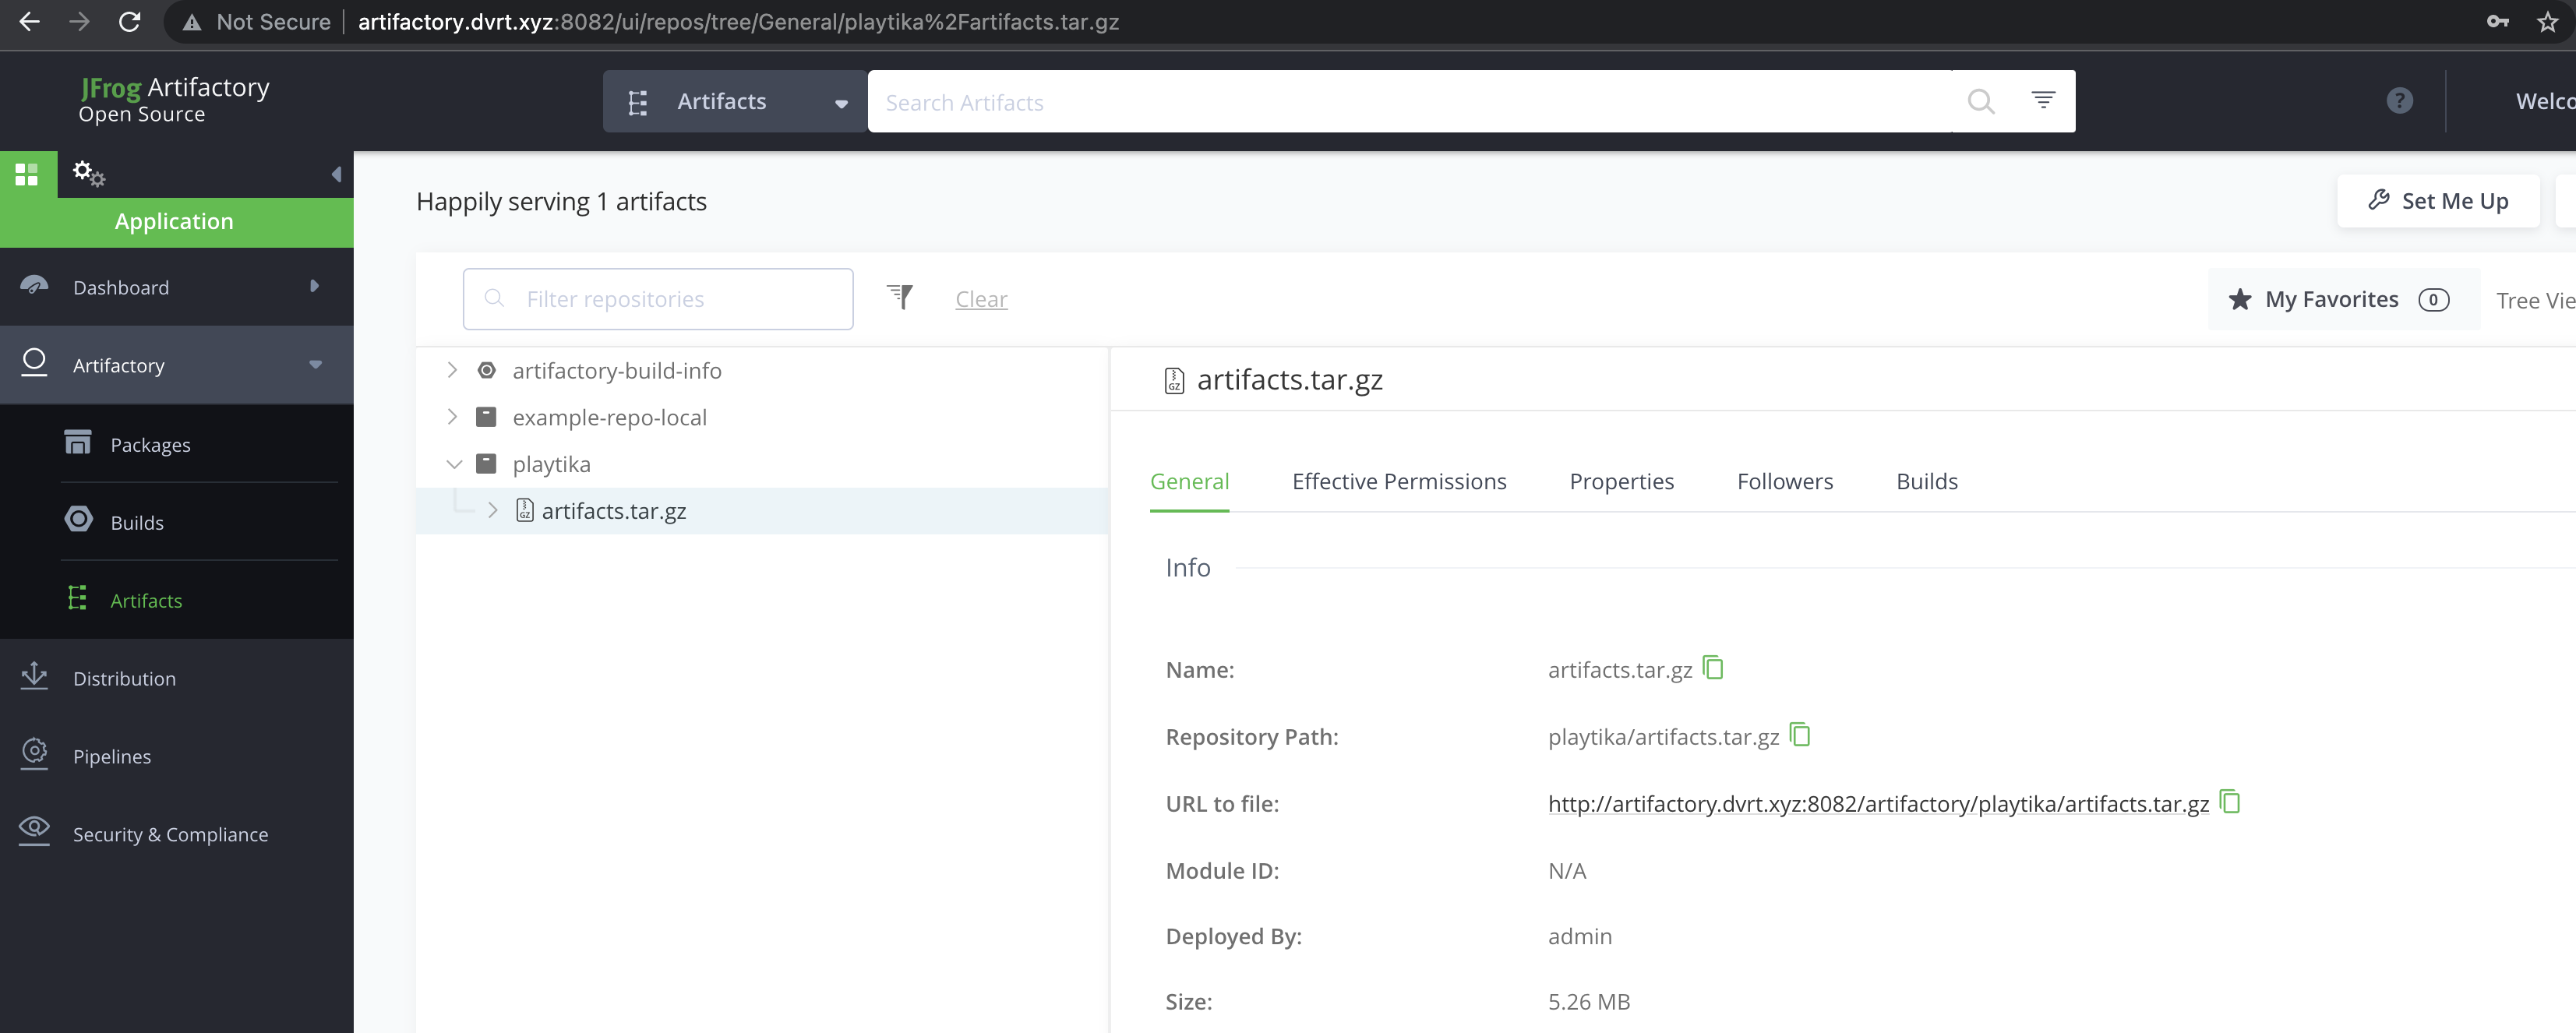 Not Secure artifactory.dvrt.xyz:8082/ui/repos/tree/General/playtika%2Fartifacts.tar.gz
JFrog Artifactory
Open Source
Artifacts
Search Artifacts
?
Welco
Application
Happily serving 1 artifacts
Set Me Up
Dashboard
Filter repositories
Clear
My Favorites 0
Tree Vie
Artifactory
Packages
Builds
Artifacts
Distribution
Pipelines
Security & Compliance
artifactory-build-info
example-repo-local
playtika
GZ artifacts.tar.gz
GZ artifacts.tar.gz
General Effective Permissions Properties Followers Builds
Info
Name: artifacts.tar.gz
Repository Path: playtika/artifacts.tar.gz
URL to file: http://artifactory.dvrt.xyz:8082/artifactory/playtika/artifacts.tar.gz
Module ID: N/A
Deployed By: admin
Size: 5.26 MB